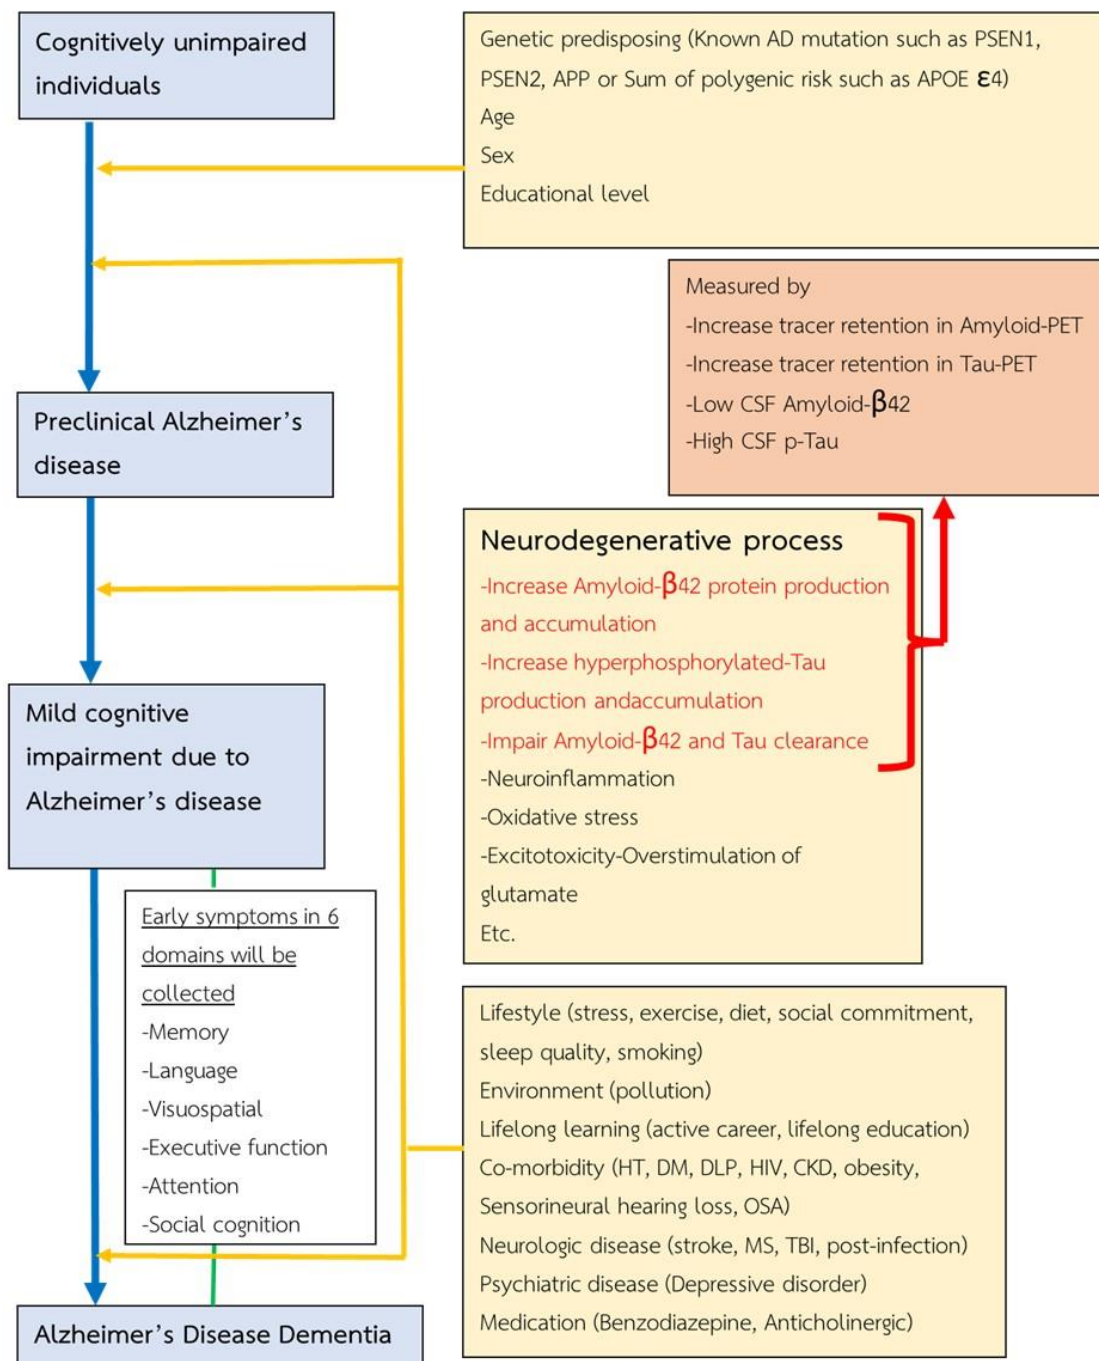 Cognitively unimpaired
individuals
Genetic predisposing (Known AD mutation such as PSEN1,
PSEN2, APP or Sum of polygenic risk such as APOE ε4)
Age
Sex
Educational level
Measured by
-Increase tracer retention in Amyloid-PET
-Increase tracer retention in Tau-PET
-Low CSF Amyloid-β42
-High CSF p-Tau
Preclinical Alzheimer's
disease
Neurodegenerative process
-Increase Amyloid-β42 protein production
and accumulation
-Increase hyperphosphorylated-Tau
production andaccumulation
-Impair Amyloid-β42 and Tau clearance
-Neuroinflammation
-Oxidative stress
-Excitotoxicity-Overstimulation of
glutamate
Etc.
Mild cognitive
impairment due to
Alzheimer's disease
Early symptoms in 6
domains will be
collected
-Memory
-Language
-Visuospatial
-Executive function
-Attention
-Social cognition
Lifestyle (stress, exercise, diet, social commitment,
sleep quality, smoking)
Environment (pollution)
Lifelong learning (active career, lifelong education)
Co-morbidity (HT, DM, DLP, HIV, CKD, obesity,
Sensorineural hearing loss, OSA)
Neurologic disease (stroke, MS, TBI, post-infection)
Psychiatric disease (Depressive disorder)
Medication (Benzodiazepine, Anticholinergic)
Alzheimer's Disease Dementia